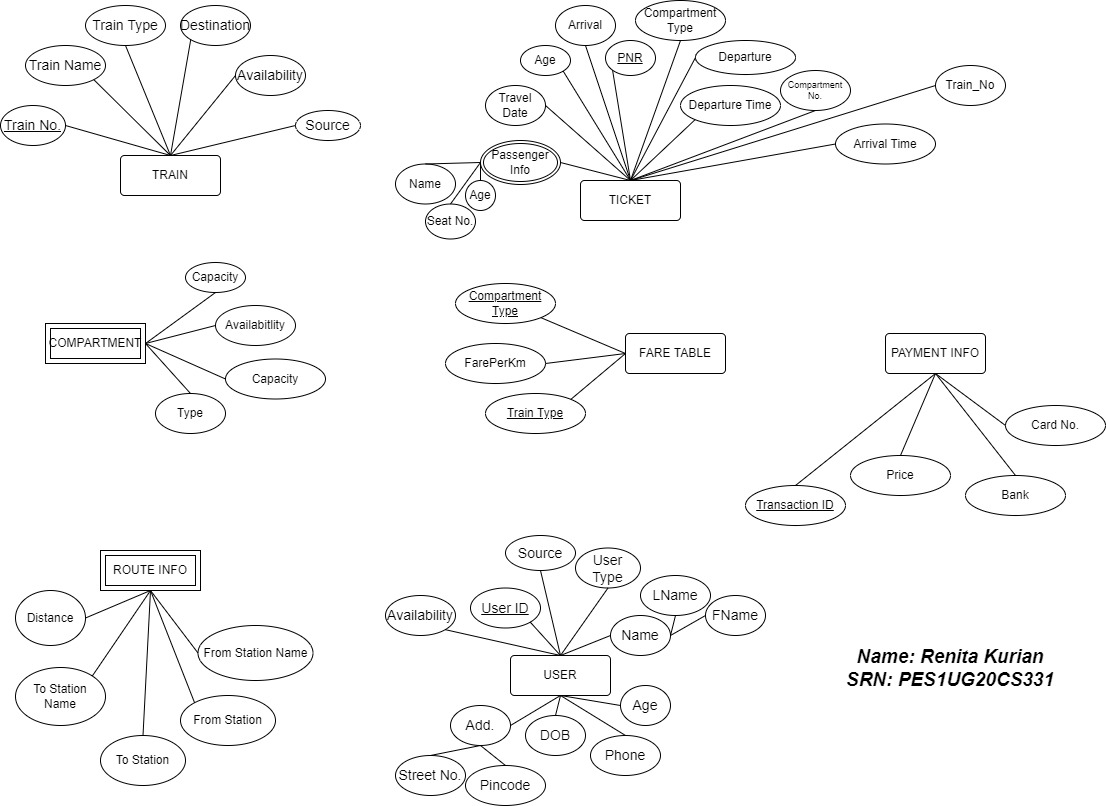 Train Type
Destination
Train Name
Availability
Train No.
Source
TRAIN
Arrival
Compartment
Type
Age
PNR
Departure
Travel
Date
Departure Time
Compartment
No.
Train_No
Arrival Time
Passenger
Info
Name
Age
Seat No.
TICKET
Capacity
Availabitlity
COMPARTMENT
Capacity
Type
Compartment
Type
FarePerKm
FARE TABLE
Train Type
PAYMENT INFO
Card No.
Price
Bank
Transaction ID
ROUTE INFO
Distance
From Station Name
To Station
Name
From Station
To Station
Source
User
Type
LName
Availability
User ID
Name
FName
USER
Age
Add.
DOB
Phone
Street No.
Pincode
Name: Renita Kurian
SRN: PES1UG20CS331